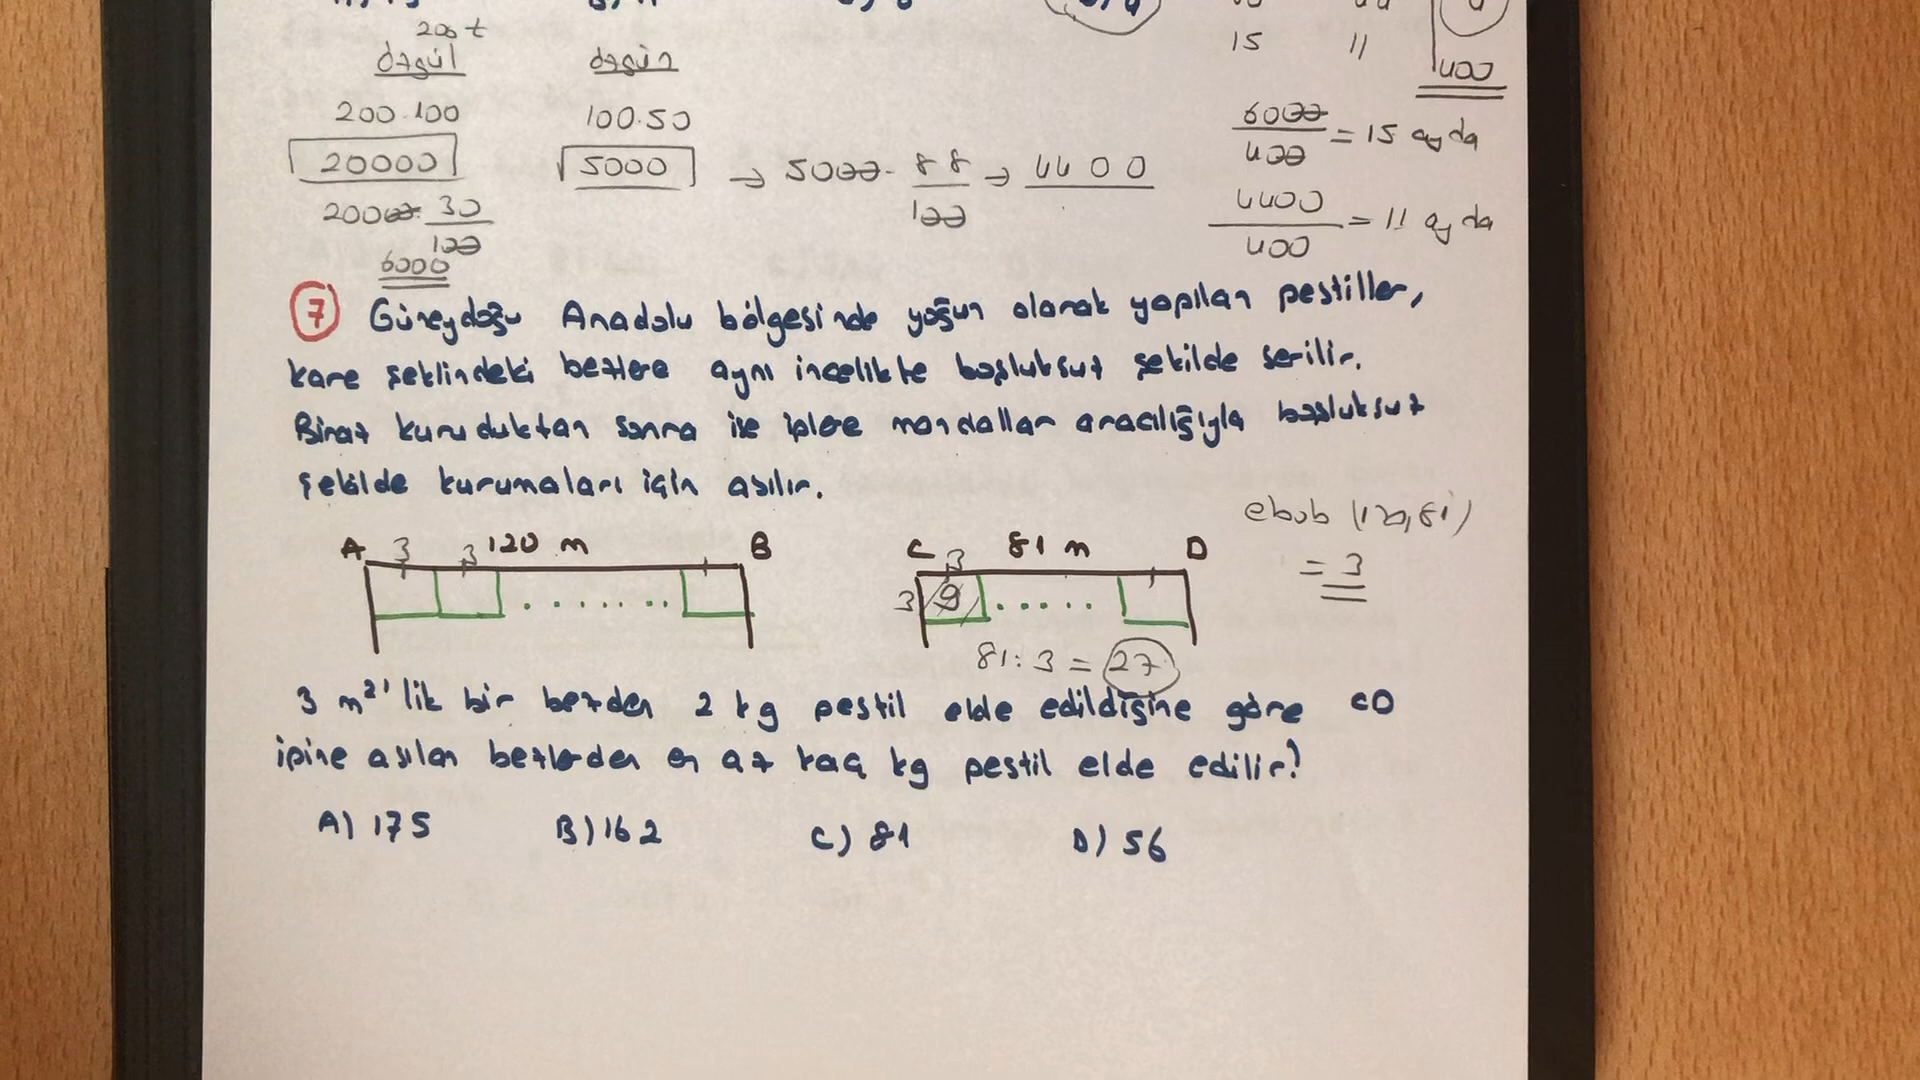 200 t
özgül özgün
15 11
400
200.100 100.50
20000 5000 → 5000. 88/100 → 4400
6000/400 = 15 ayda
2000. 30/100
6000
4400/400 = 11 ayda
7 Güneydoğu Anadolu bölgesinde yoğun olarak yapılan pestiller,
kare şeklindeki bezlere aynı incelikte boşluksuz şekilde serilir.
Biraz kuruduktan sonra ise iplere mandallar aracılığıyla boşluksuz
şekilde kurumaları için asılır.
ebob (120,81)
= 3
A 3 3 120 m B
C 3 81 m D
3 9
81:3 = 27
3 m²'lik bir bezden 2 kg pestil elde edildiğine göre CD
ipine asılan bezlerden en az kaç kg pestil elde edilir?
A) 175 B) 162 C) 81 D) 56